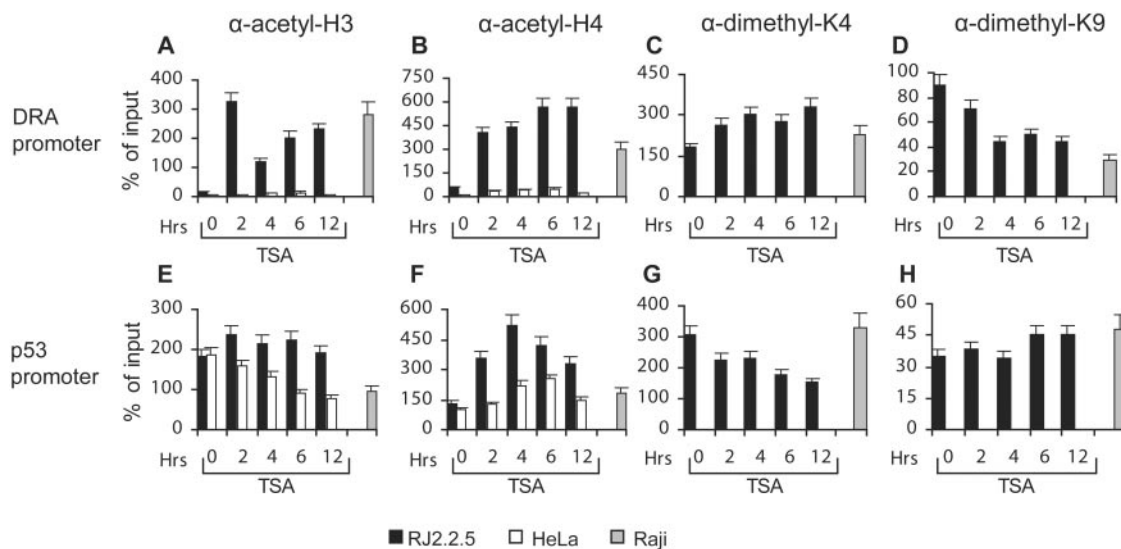 α-acetyl-H3 α-acetyl-H4 α-dimethyl-K4 α-dimethyl-K9
A B C D
DRA promoter
% of input
400 300 200 100 0
750 600 450 300 150 0
450 300 150 0
100 80 60 40 20 0
Hrs 0 2 4 6 12 Hrs 0 2 4 6 12 Hrs 0 2 4 6 12 Hrs 0 2 4 6 12
TSA TSA TSA TSA
E F G H
p53 promoter
% of input
300 200 100 0
600 450 300 150 0
400 300 200 100 0
60 45 30 15 0
Hrs 0 2 4 6 12 Hrs 0 2 4 6 12 Hrs 0 2 4 6 12 Hrs 0 2 4 6 12
TSA TSA TSA TSA
RJ2.2.5 HeLa Raji